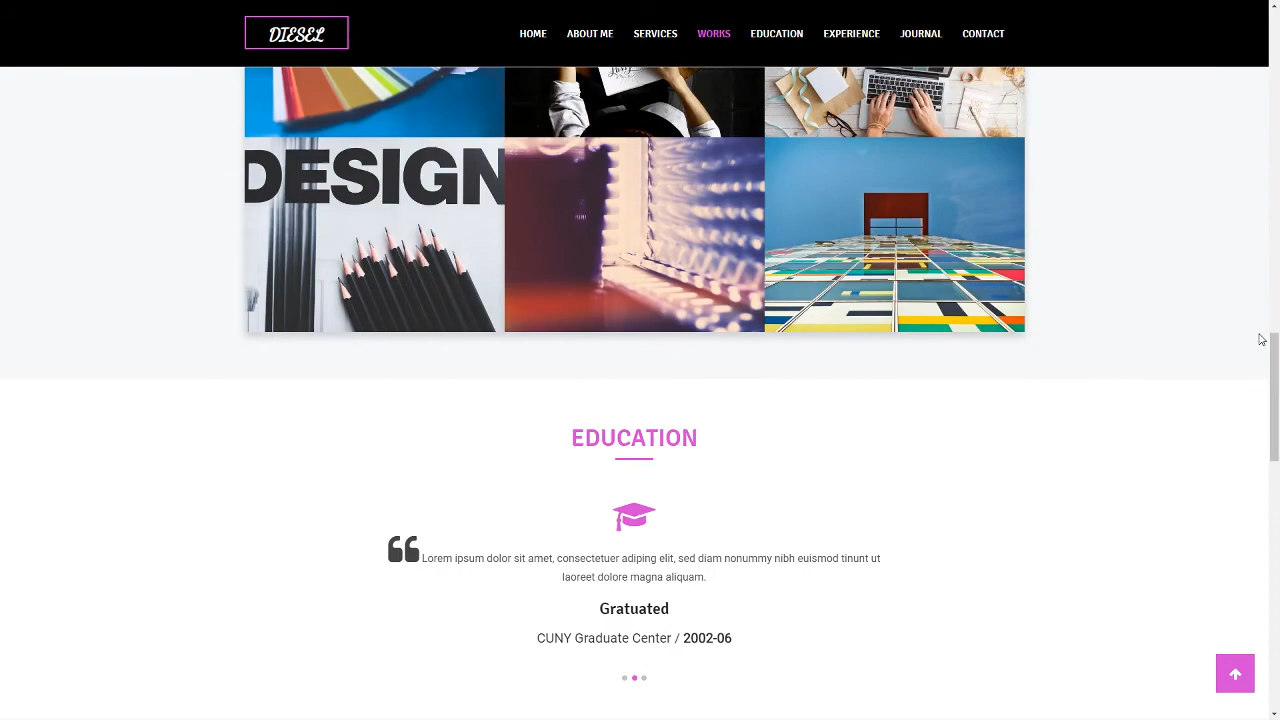 DIESEL
HOME ABOUT ME SERVICES WORKS EDUCATION EXPERIENCE JOURNAL CONTACT
DESIGN
EDUCATION
Lorem ipsum dolor sit amet, consectetuer adiping elit, sed diam nonummy nibh euismod tinunt ut
laoreet dolore magna aliquam.
Gratuated
CUNY Graduate Center / 2002-06